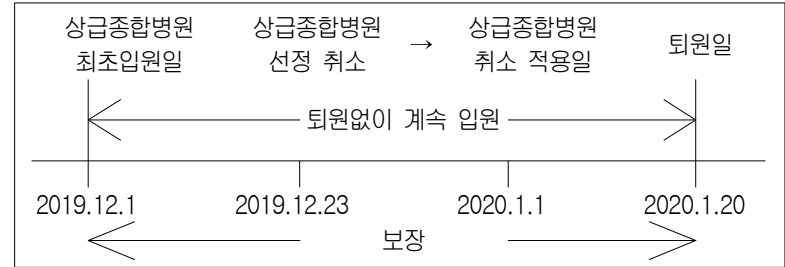 상급종합병원 상급종합병원 → 상급종합병원 퇴원일
최초입원일 선정 취소 취소 적용일
퇴원없이 계속 입원
2019.12.1 2019.12.23 2020.1.1 2020.1.20
보장